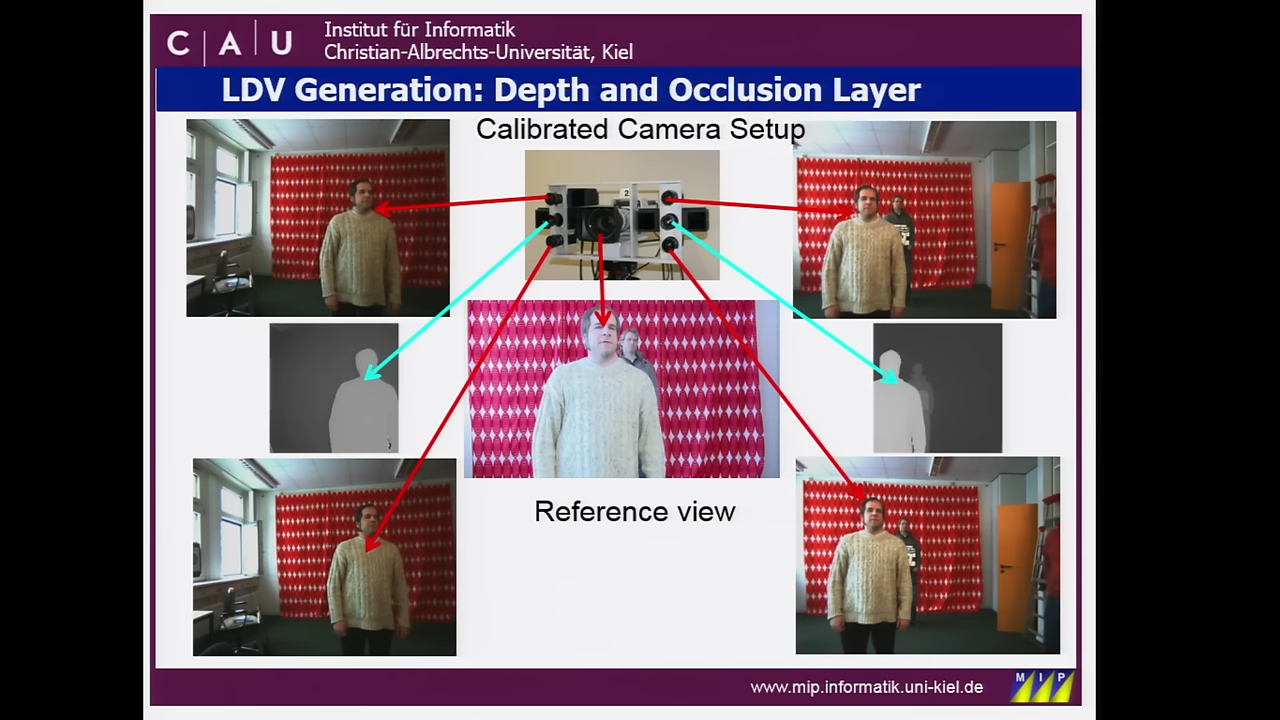 C A U
Institut für Informatik
Christian-Albrechts-Universität, Kiel
LDV Generation: Depth and Occlusion Layer
Calibrated Camera Setup
2
Reference view
www.mip.informatik.uni-kiel.de
M I P